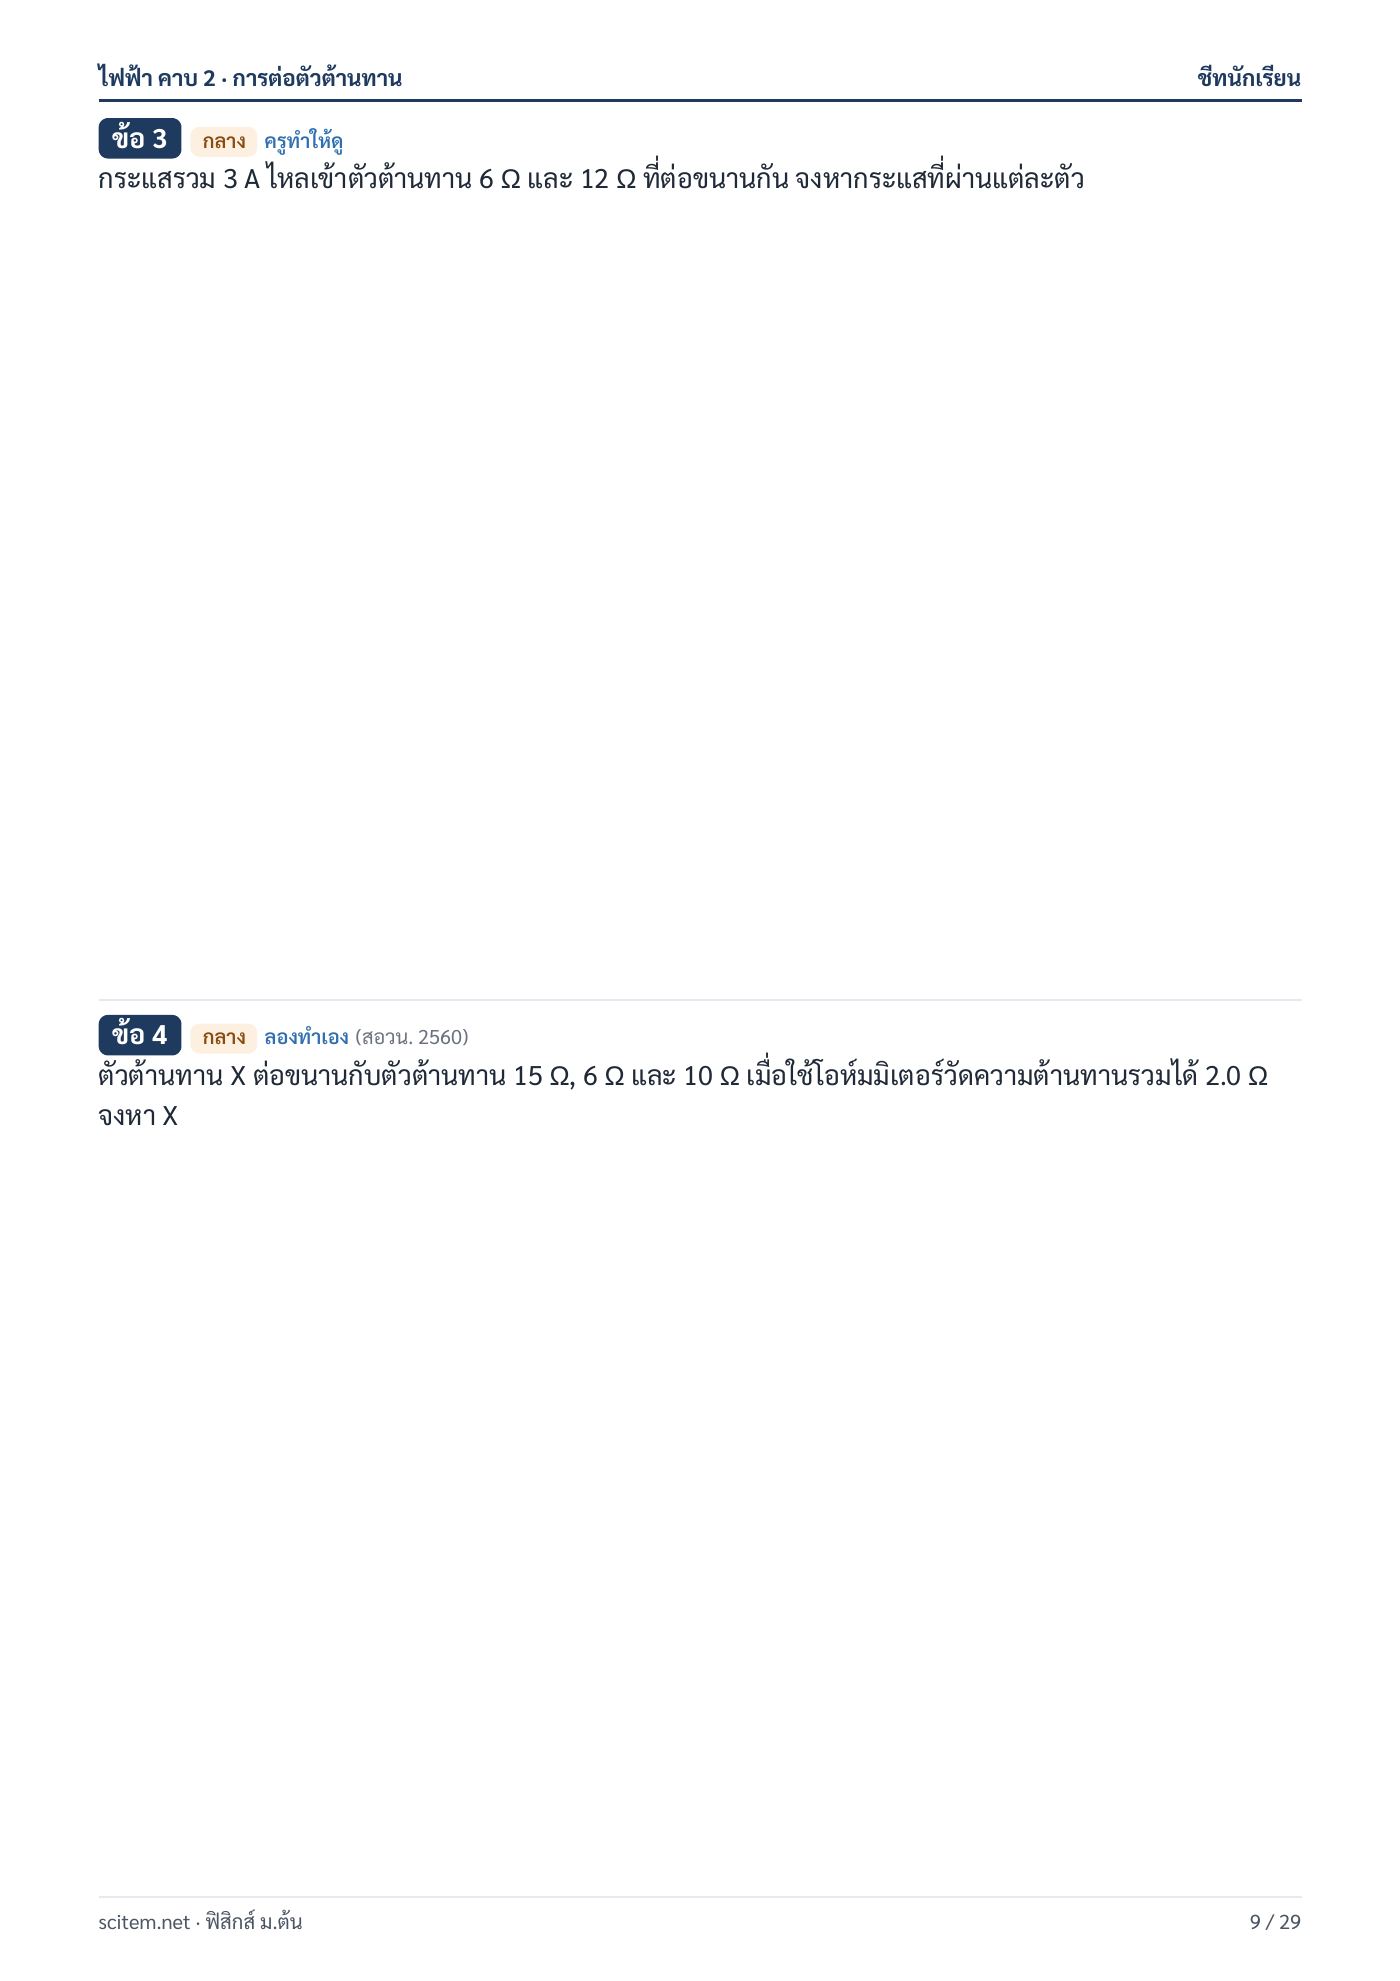 ไฟฟ้า คาบ 2 · การต่อตัวต้านทาน ชีทนักเรียน
ข้อ 3 กลาง ครูทำให้ดู
กระแสรวม 3 A ไหลเข้าตัวต้านทาน 6 Ω และ 12 Ω ที่ต่อขนานกัน จงหากระแสที่ผ่านแต่ละตัว
ข้อ 4 กลาง ลองทำเอง (สอวน. 2560)
ตัวต้านทาน X ต่อขนานกับตัวต้านทาน 15 Ω, 6 Ω และ 10 Ω เมื่อใช้โอห์มมิเตอร์วัดความต้านทานรวมได้ 2.0 Ω
จงหา X
scitem.net · ฟิสิกส์ ม.ต้น 9 / 29